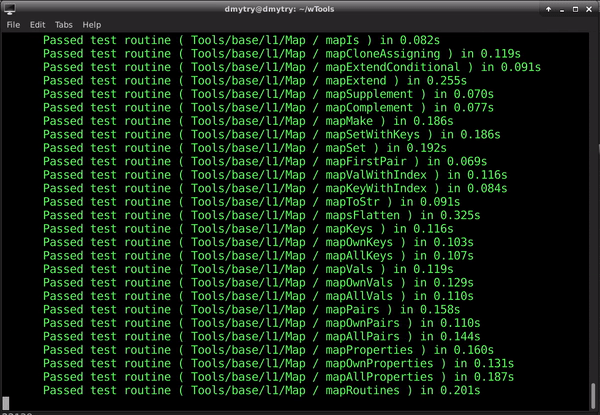 dmytry@dmytry: ~/wTools
File Edit Tabs Help
Passed test routine ( Tools/base/l1/Map / mapIs ) in 0.082s
Passed test routine ( Tools/base/l1/Map / mapCloneAssigning ) in 0.119s
Passed test routine ( Tools/base/l1/Map / mapExtendConditional ) in 0.091s
Passed test routine ( Tools/base/l1/Map / mapExtend ) in 0.255s
Passed test routine ( Tools/base/l1/Map / mapSupplement ) in 0.070s
Passed test routine ( Tools/base/l1/Map / mapComplement ) in 0.077s
Passed test routine ( Tools/base/l1/Map / mapMake ) in 0.186s
Passed test routine ( Tools/base/l1/Map / mapSetWithKeys ) in 0.186s
Passed test routine ( Tools/base/l1/Map / mapSet ) in 0.192s
Passed test routine ( Tools/base/l1/Map / mapFirstPair ) in 0.069s
Passed test routine ( Tools/base/l1/Map / mapValWithIndex ) in 0.116s
Passed test routine ( Tools/base/l1/Map / mapKeyWithIndex ) in 0.084s
Passed test routine ( Tools/base/l1/Map / mapToStr ) in 0.091s
Passed test routine ( Tools/base/l1/Map / mapsFlatten ) in 0.325s
Passed test routine ( Tools/base/l1/Map / mapKeys ) in 0.116s
Passed test routine ( Tools/base/l1/Map / mapOwnKeys ) in 0.103s
Passed test routine ( Tools/base/l1/Map / mapAllKeys ) in 0.107s
Passed test routine ( Tools/base/l1/Map / mapVals ) in 0.119s
Passed test routine ( Tools/base/l1/Map / mapOwnVals ) in 0.129s
Passed test routine ( Tools/base/l1/Map / mapAllVals ) in 0.110s
Passed test routine ( Tools/base/l1/Map / mapPairs ) in 0.158s
Passed test routine ( Tools/base/l1/Map / mapOwnPairs ) in 0.110s
Passed test routine ( Tools/base/l1/Map / mapAllPairs ) in 0.144s
Passed test routine ( Tools/base/l1/Map / mapProperties ) in 0.160s
Passed test routine ( Tools/base/l1/Map / mapOwnProperties ) in 0.131s
Passed test routine ( Tools/base/l1/Map / mapAllProperties ) in 0.187s
Passed test routine ( Tools/base/l1/Map / mapRoutines ) in 0.201s